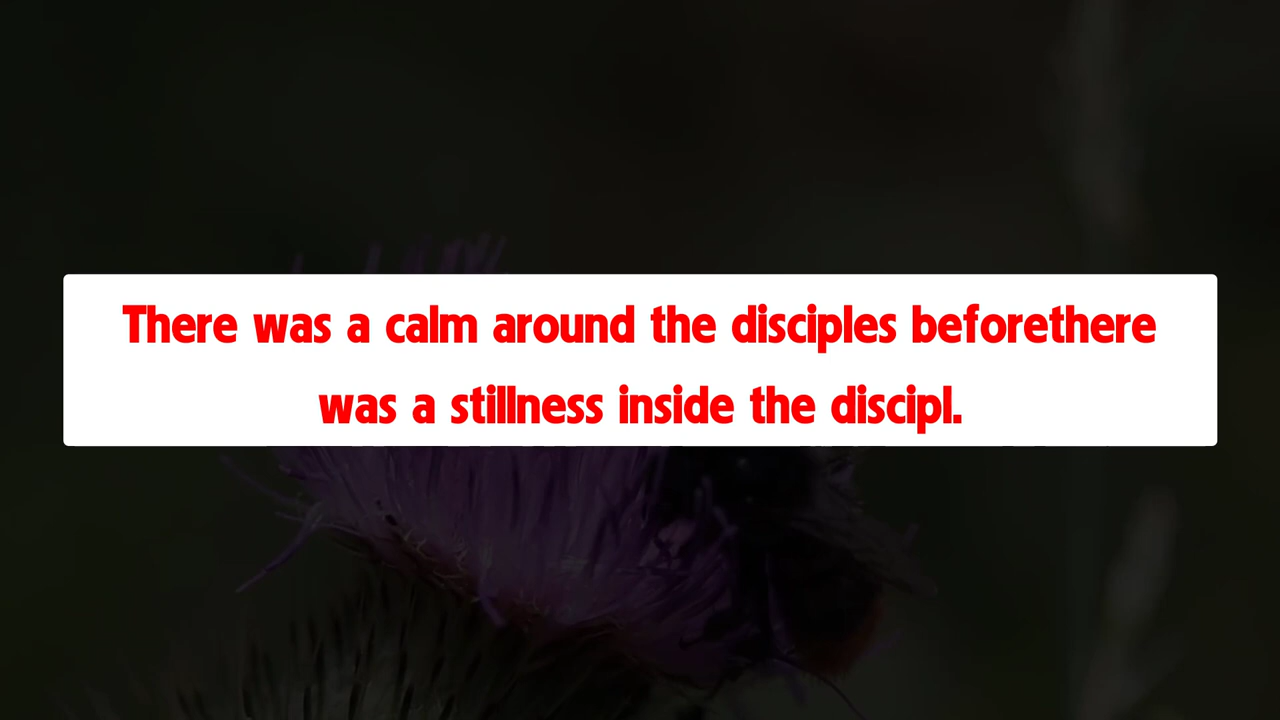 There was a calm around the disciples beforethere
was a stillness inside the discipl.